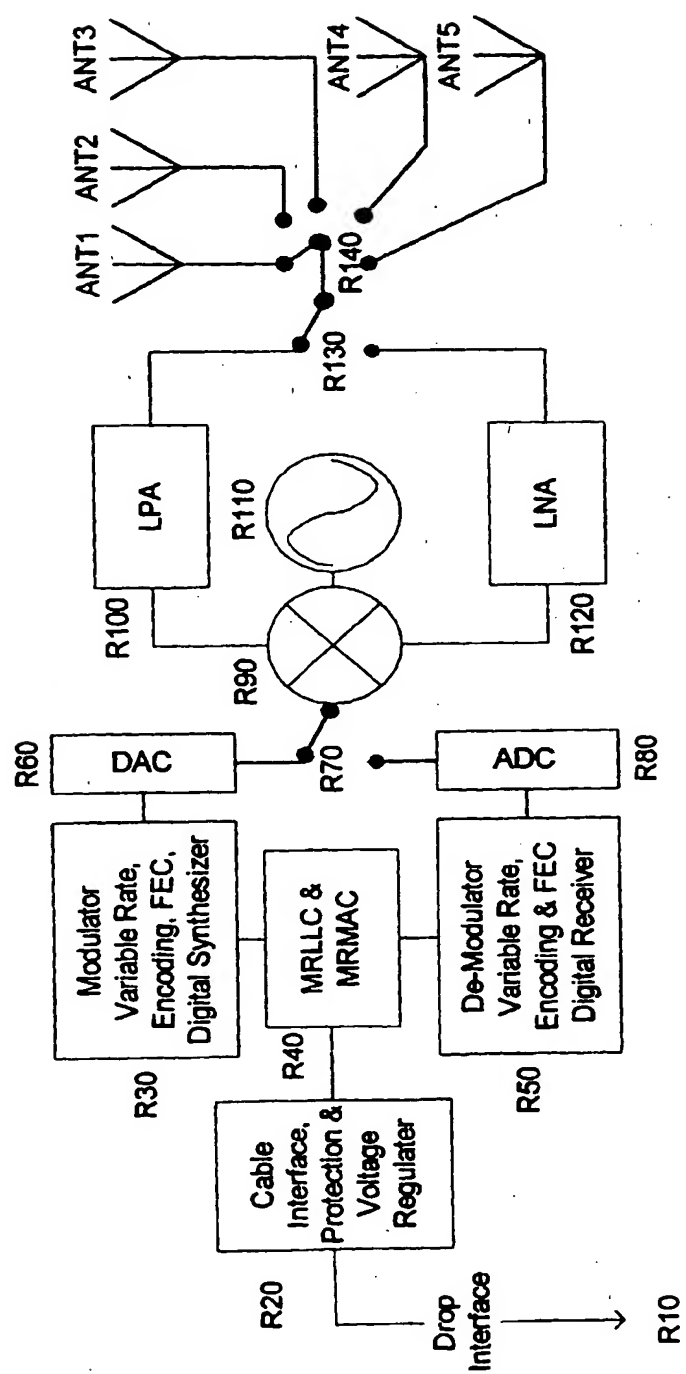 ANT1
ANT2
ANT3
ANT4
ANT5
R140
R130
R100
LPA
R110
R90
LNA
R120
R60
DAC
R70
ADC
R80
Modulator
Variable Rate,
Encoding, FEC,
Digital Synthesizer
R30
MRLLC &
MRMAC
R40
De-Modulator
Variable Rate,
Encoding & FEC
Digital Receiver
R50
Cable
Interface,
Protection &
Voltage
Regulater
R20
Drop
Interface
R10